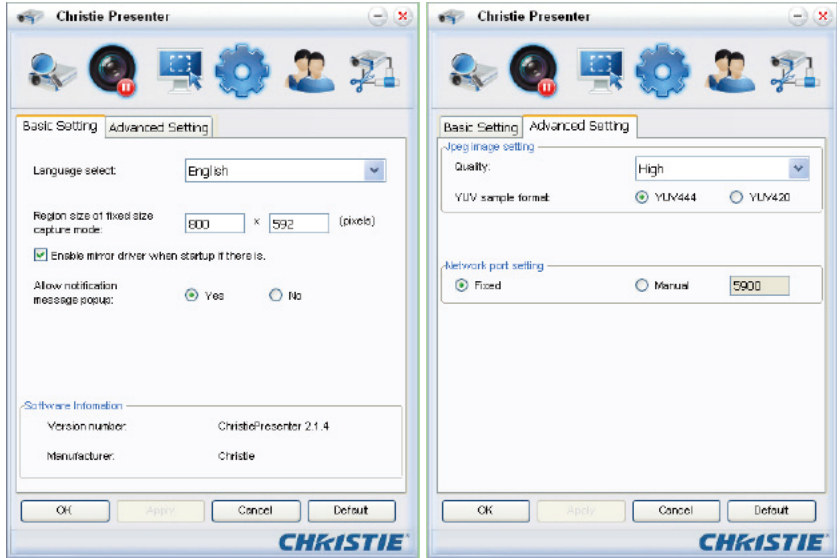 Christie Presenter
Basic Setting Advanced Setting
Language select: English
Region size of fixed size
capture mode: 800 x 592 (pixels)
Enable mirror driver when startup if there is.
Allow notification
message popup: Yes No
Software Infomation
Version number: ChristiePresenter 2.1.4
Manufacturer: Christie
OK Apply Cancel Default
CHRISTIE
Christie Presenter
Basic Setting Advanced Setting
Jpeg image setting
Quality: High
YUV sample format: YUV444 YUV420
Network port setting
Fixed Manual 5900
OK Apply Cancel Default
CHRISTIE